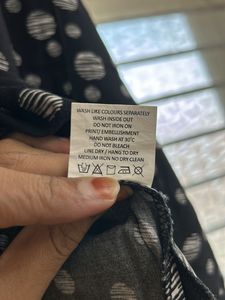 WASH LIKE COLOURS SEPARATELY
WASH INSIDE OUT
DO NOT IRON ON
PRINT/EMBELLISHMENT
HAND WASH AT 30°C
DO NOT BLEACH
LINE DRY / HANG TO DRY
MEDIUM IRON NO DRY CLEAN